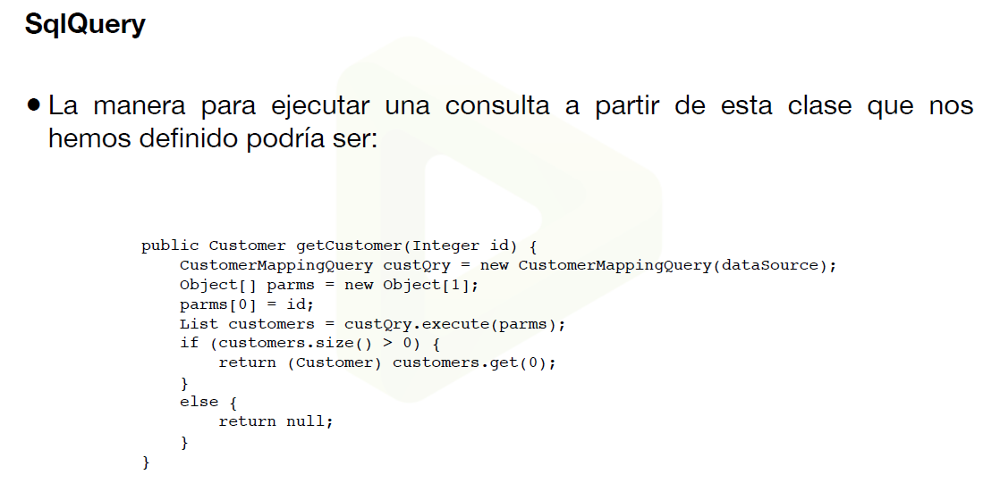 SqlQuery
● La manera para ejecutar una consulta a partir de esta clase que nos
hemos definido podría ser:
public Customer getCustomer(Integer id) {
    CustomerMappingQuery custQry = new CustomerMappingQuery(dataSource);
    Object[] parms = new Object[1];
    parms[0] = id;
    List customers = custQry.execute(parms);
    if (customers.size() > 0) {
        return (Customer) customers.get(0);
    }
    else {
        return null;
    }
}